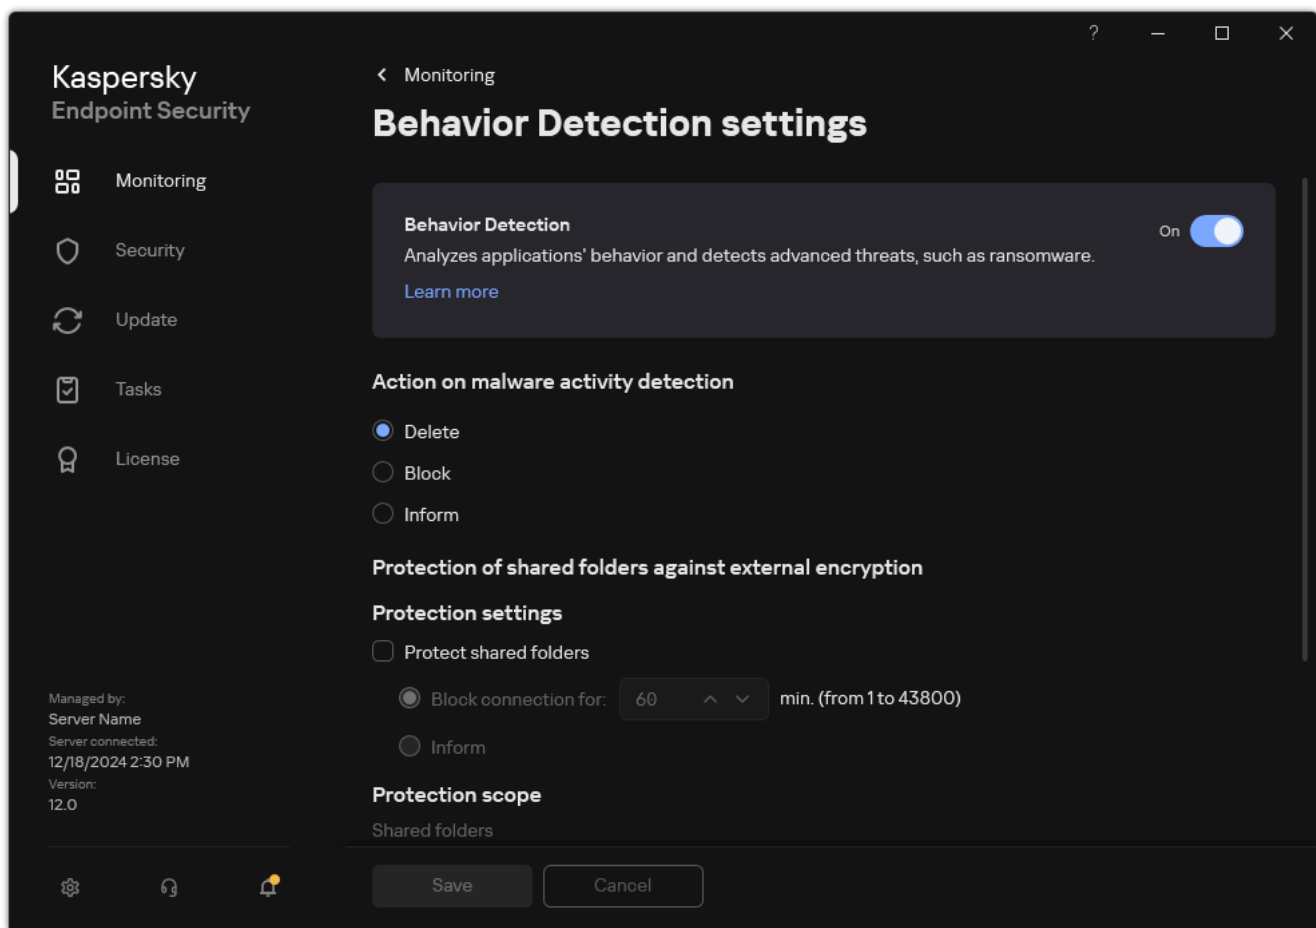 ?
Kaspersky
Endpoint Security
Monitoring
Security
Update
Tasks
License
Managed by:
Server Name
Server connected:
12/18/2024 2:30 PM
Version:
12.0
Monitoring
Behavior Detection settings
Behavior Detection
On
Analyzes applications' behavior and detects advanced threats, such as ransomware.
Learn more
Action on malware activity detection
Delete
Block
Inform
Protection of shared folders against external encryption
Protection settings
Protect shared folders
Block connection for: 60 min. (from 1 to 43800)
Inform
Protection scope
Shared folders
Save Cancel